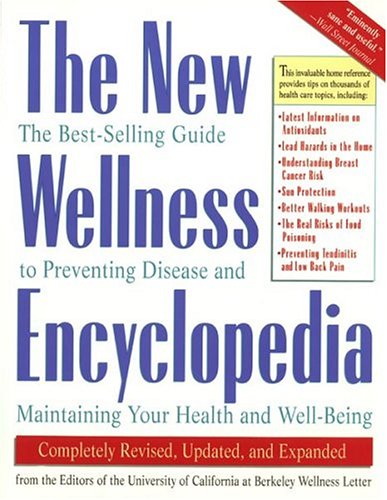 "Eminently
sane and useful."
—Wall Street Journal
The New
The Best-Selling Guide
Wellness
to Preventing Disease and
Encyclopedia
Maintaining Your Health and Well-Being
This invaluable home reference
provides tips on thousands of
health care topics, including:
•Latest Information on
Antioxidants
•Lead Hazards in the Home
•Understanding Breast
Cancer Risk
•Sun Protection
•Better Walking Workouts
•The Real Risks of Food
Poisoning
•Preventing Tendinitis
and Low Back Pain
Completely Revised, Updated, and Expanded
from the Editors of the University of California at Berkeley Wellness Letter